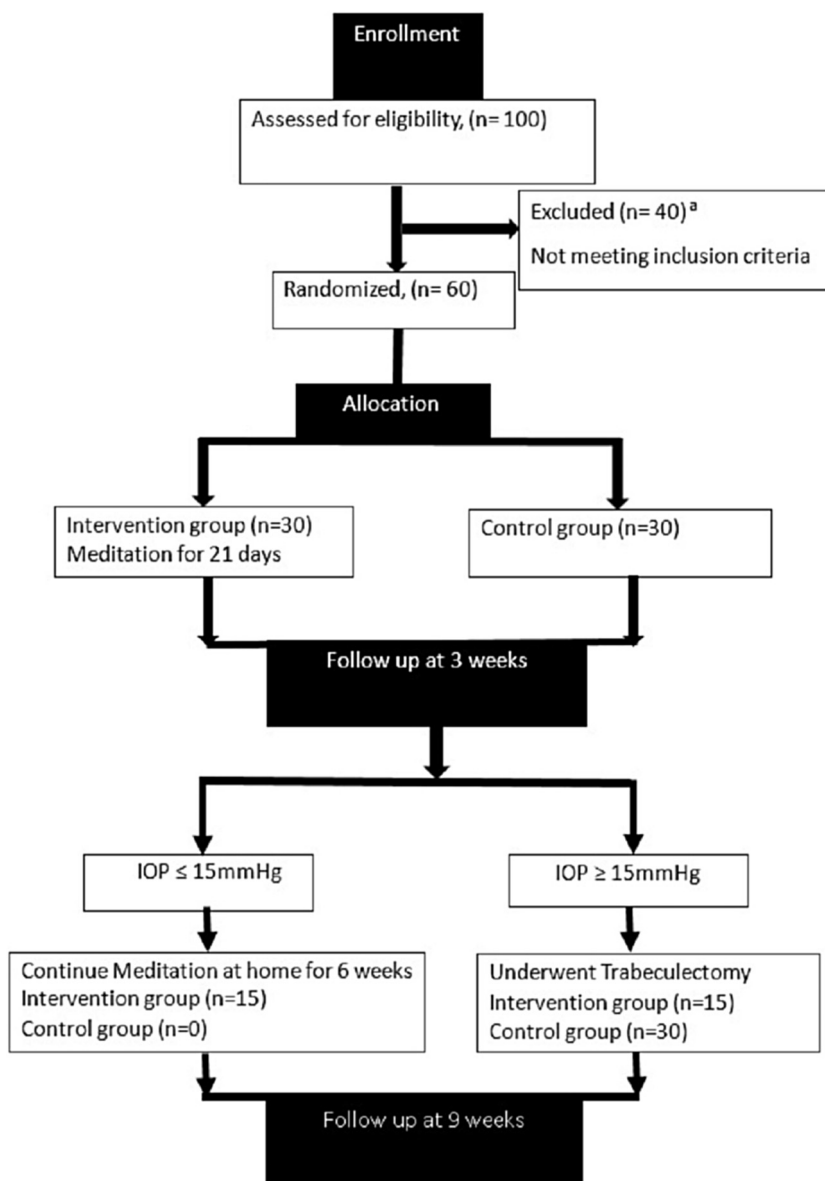 Enrollment
Assessed for eligibility, (n= 100)
Excluded (n= 40)ᵃ
Not meeting inclusion criteria
Randomized, (n= 60)
Allocation
Intervention group (n=30)
Meditation for 21 days
Control group (n=30)
Follow up at 3 weeks
IOP ≤ 15mmHg
IOP ≥ 15mmHg
Continue Meditation at home for 6 weeks
Intervention group (n=15)
Control group (n=0)
Underwent Trabeculectomy
Intervention group (n=15)
Control group (n=30)
Follow up at 9 weeks